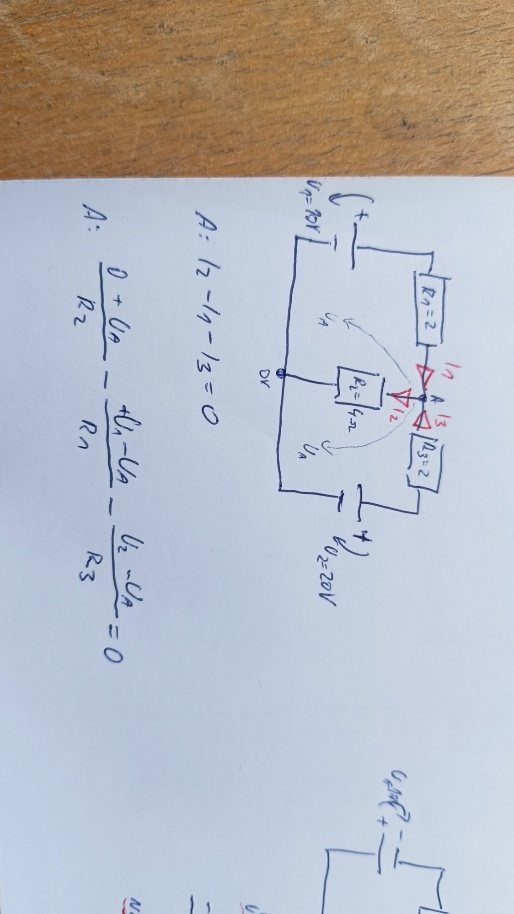 I1 A I3
R1=2 R3=2
I2
+ +
U1=10V R2=4Ω U2=20V
UA UA
0V
A: I2 - I1 - I3 = 0
A: 0 + UA / R2 - +U1 - UA / R1 - U2 - UA / R3 = 0
- +